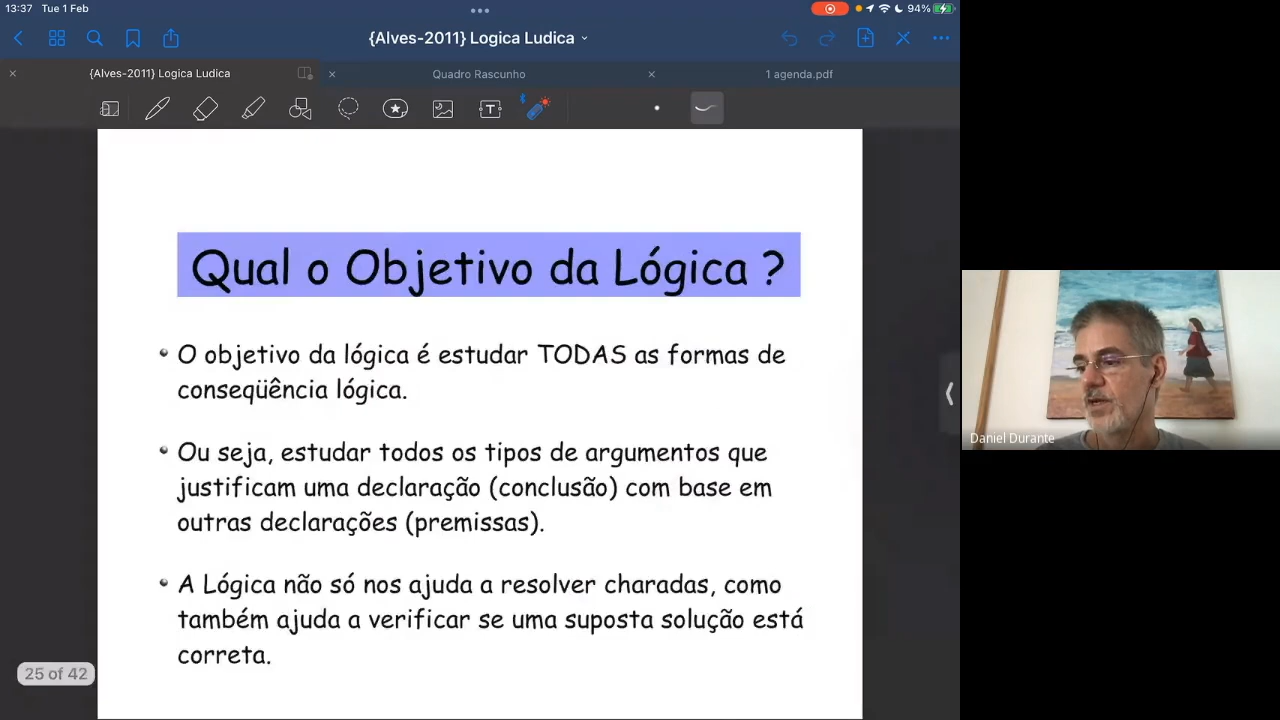 13:37 Tue 1 Feb
94%
{Alves-2011} Logica Ludica
{Alves-2011} Logica Ludica
Quadro Rascunho
1 agenda.pdf
T
Qual o Objetivo da Lógica ?
• O objetivo da lógica é estudar TODAS as formas de
conseqüência lógica.
• Ou seja, estudar todos os tipos de argumentos que
justificam uma declaração (conclusão) com base em
outras declarações (premissas).
• A Lógica não só nos ajuda a resolver charadas, como
também ajuda a verificar se uma suposta solução está
correta.
25 of 42
Daniel Durante